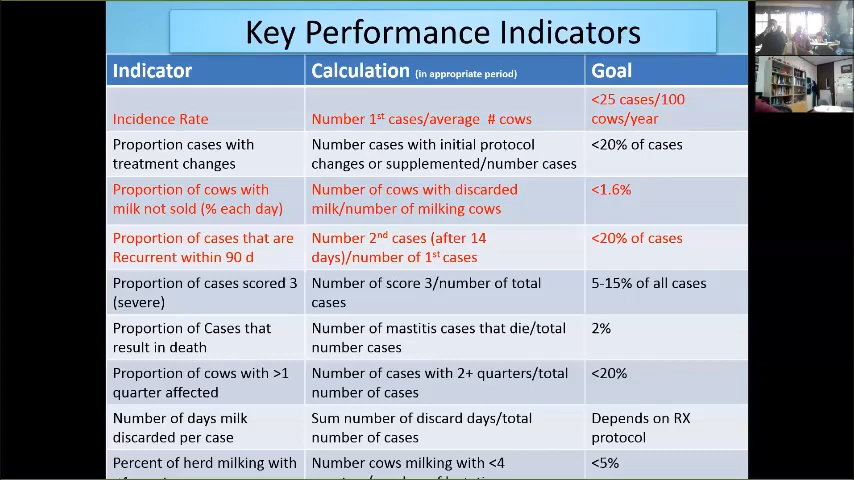 Key Performance Indicators
Indicator Calculation (in appropriate period) Goal
<25 cases/100
Incidence Rate Number 1st cases/average # cows cows/year
Proportion cases with Number cases with initial protocol <20% of cases
treatment changes changes or supplemented/number cases
Proportion of cows with Number of cows with discarded <1.6%
milk not sold (% each day) milk/number of milking cows
Proportion of cases that are Number 2nd cases (after 14 <20% of cases
Recurrent within 90 d days)/number of 1st cases
Proportion of cases scored 3 Number of score 3/number of total 5-15% of all cases
(severe) cases
Proportion of Cases that Number of mastitis cases that die/total 2%
result in death number cases
Proportion of cows with >1 Number of cases with 2+ quarters/total <20%
quarter affected number of cases
Number of days milk Sum number of discard days/total Depends on RX
discarded per case number of cases protocol
Percent of herd milking with Number cows milking with <4 <5%